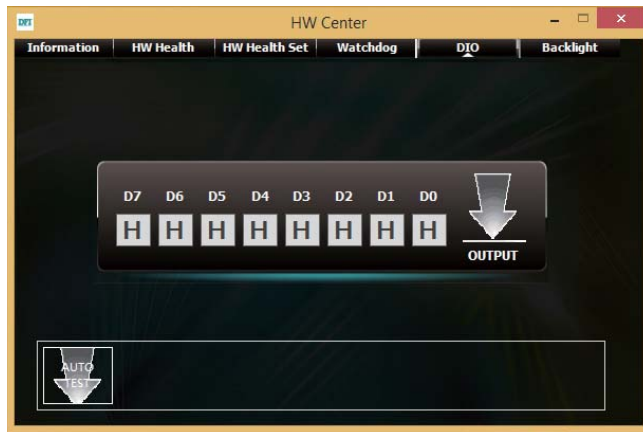 DFI
HW Center
Information HW Health HW Health Set Watchdog DIO Backlight
D7 D6 D5 D4 D3 D2 D1 D0
H H H H H H H H
OUTPUT
AUTO
TEST